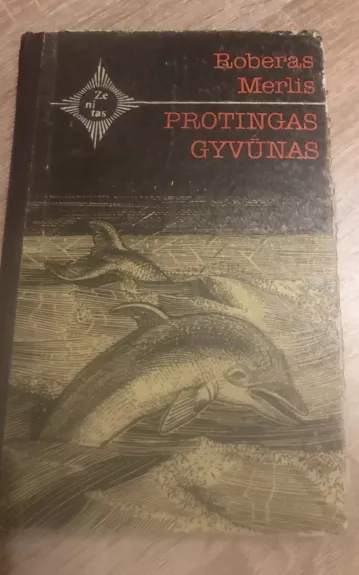 Roberas
Merlis
Ze
ni
tas
PROTINGAS
GYVŪNAS